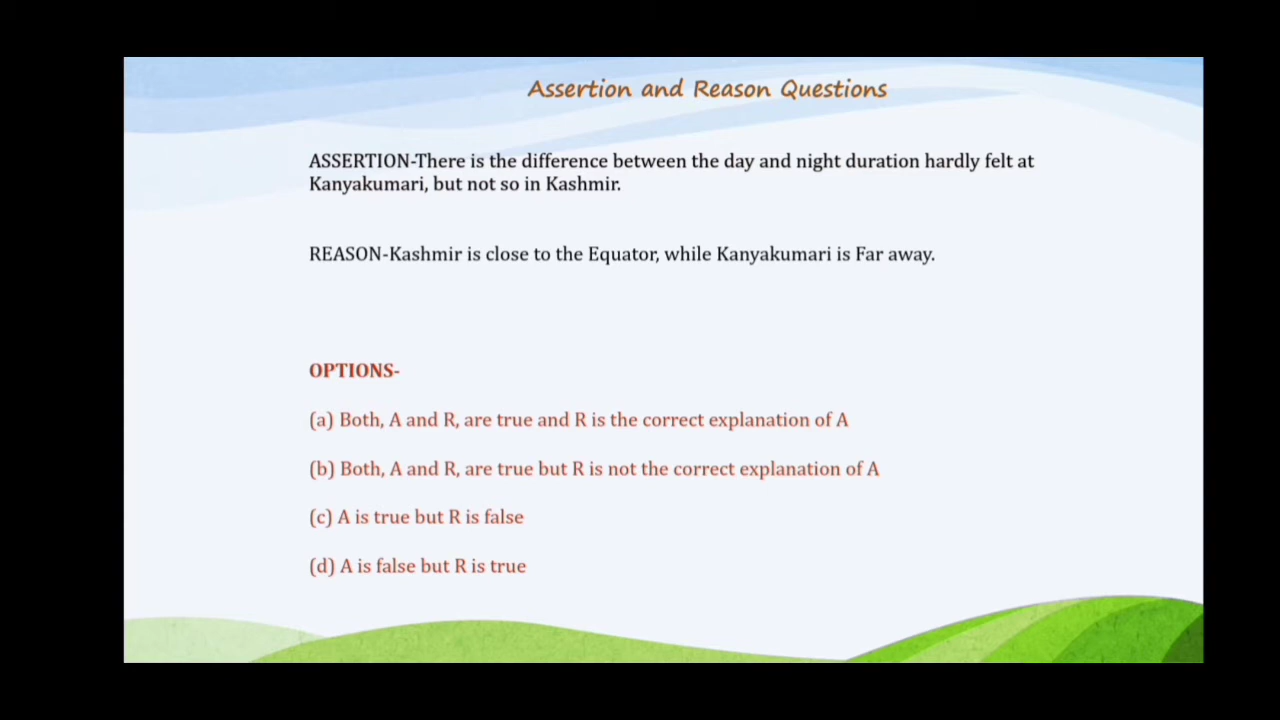 Assertion and Reason Questions
ASSERTION-There is the difference between the day and night duration hardly felt at
Kanyakumari, but not so in Kashmir.
REASON-Kashmir is close to the Equator, while Kanyakumari is Far away.
OPTIONS-
(a) Both, A and R, are true and R is the correct explanation of A
(b) Both, A and R, are true but R is not the correct explanation of A
(c) A is true but R is false
(d) A is false but R is true